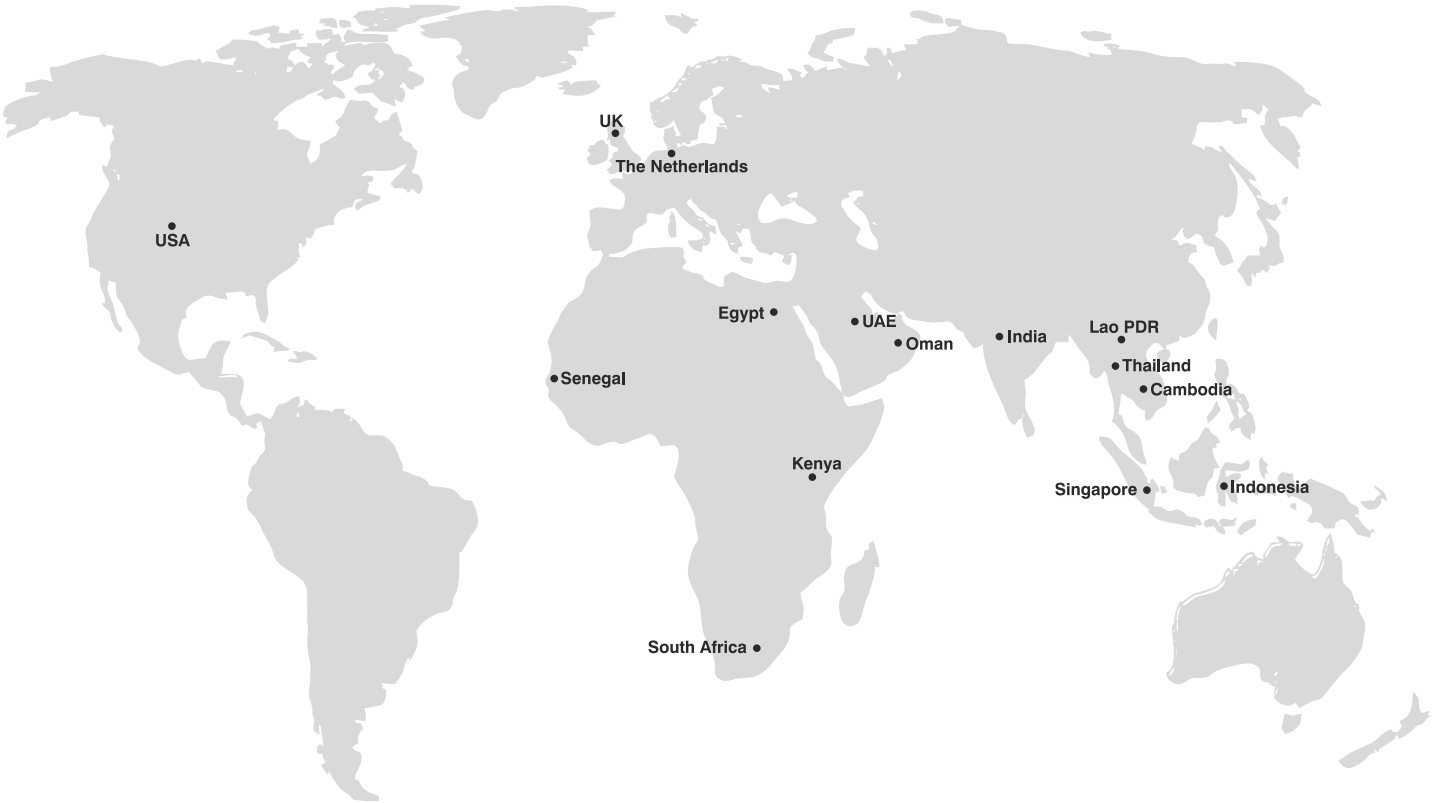 UK
The Netherlands
USA
Egypt
UAE
Oman
India
Lao PDR
Thailand
Cambodia
Senegal
Kenya
Singapore
Indonesia
South Africa